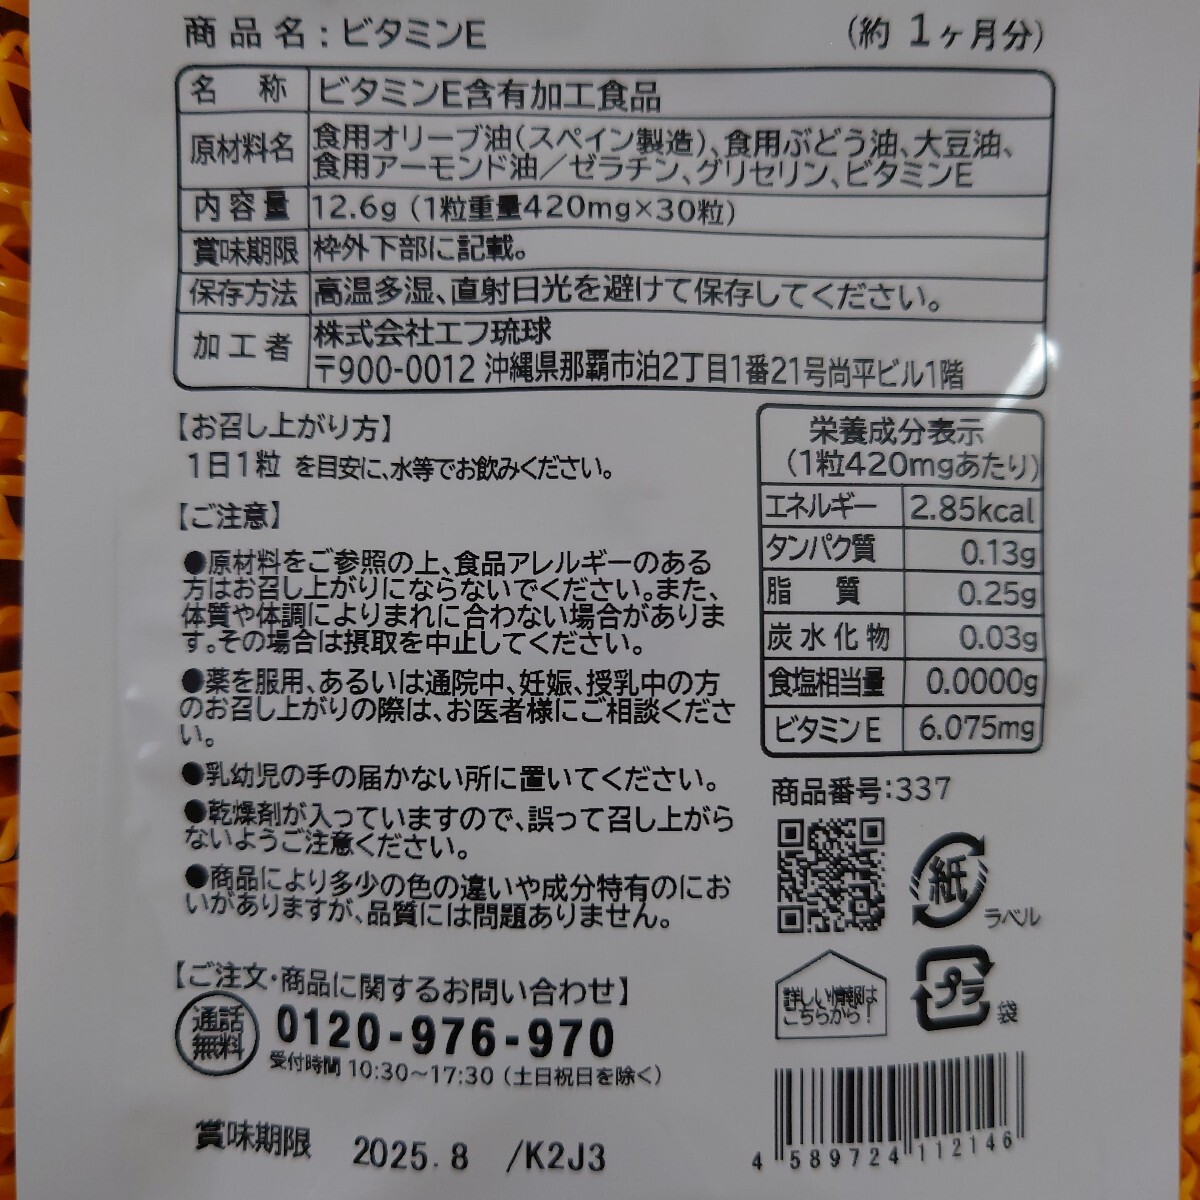 商品名：ビタミンE (約1ヶ月分)
名称 ビタミンE含有加工食品
原材料名 食用オリーブ油(スペイン製造)、食用ぶどう油、大豆油、
食用アーモンド油／ゼラチン、グリセリン、ビタミンE
内容量 12.6g (1粒重量420mg×30粒)
賞味期限 枠外下部に記載。
保存方法 高温多湿、直射日光を避けて保存してください。
加工者 株式会社エフ琉球
〒900-0012 沖縄県那覇市泊2丁目1番21号尚平ビル1階
【お召し上がり方】
1日1粒 を目安に、水等でお飲みください。
【ご注意】
●原材料をご参照の上、食品アレルギーのある
方はお召し上がりにならないでください。また、
体質や体調によりまれに合わない場合がありま
す。その場合は摂取を中止してください。
●薬を服用、あるいは通院中、妊娠、授乳中の方
のお召し上がりの際は、お医者様にご相談くださ
い。
●乳幼児の手の届かない所に置いてください。
●乾燥剤が入っていますので、誤って召し上がら
ないようご注意ください。
●商品により多少の色の違いや成分特有のにお
いがありますが、品質には問題ありません。
【ご注文・商品に関するお問い合わせ】
通話
無料
0120-976-970
受付時間 10:30～17:30 (土日祝日を除く)
賞味期限 2025.8 /K2J3
栄養成分表示
(1粒420mgあたり)
エネルギー 2.85kcal
タンパク質 0.13g
脂質 0.25g
炭水化物 0.03g
食塩相当量 0.0000g
ビタミンE 6.075mg
商品番号：337
紙
ラベル
詳しい情報は
こちらから！
プラ
袋
4 589724 112146